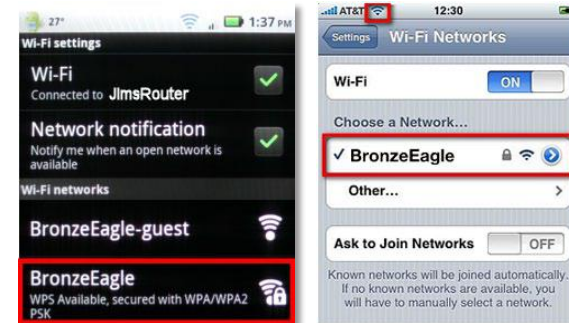 27°
1:37 PM
Wi-Fi settings
Wi-Fi
Connected to JimsRouter
Network notification
Notify me when an open network is
available
Wi-Fi networks
BronzeEagle-guest
BronzeEagle
WPS Available, secured with WPA/WPA2
PSK
AT&T
12:30
Settings
Wi-Fi Networks
Wi-Fi
ON
Choose a Network...
BronzeEagle
Other...
Ask to Join Networks
OFF
Known networks will be joined automatically.
If no known networks are available, you
will have to manually select a network.